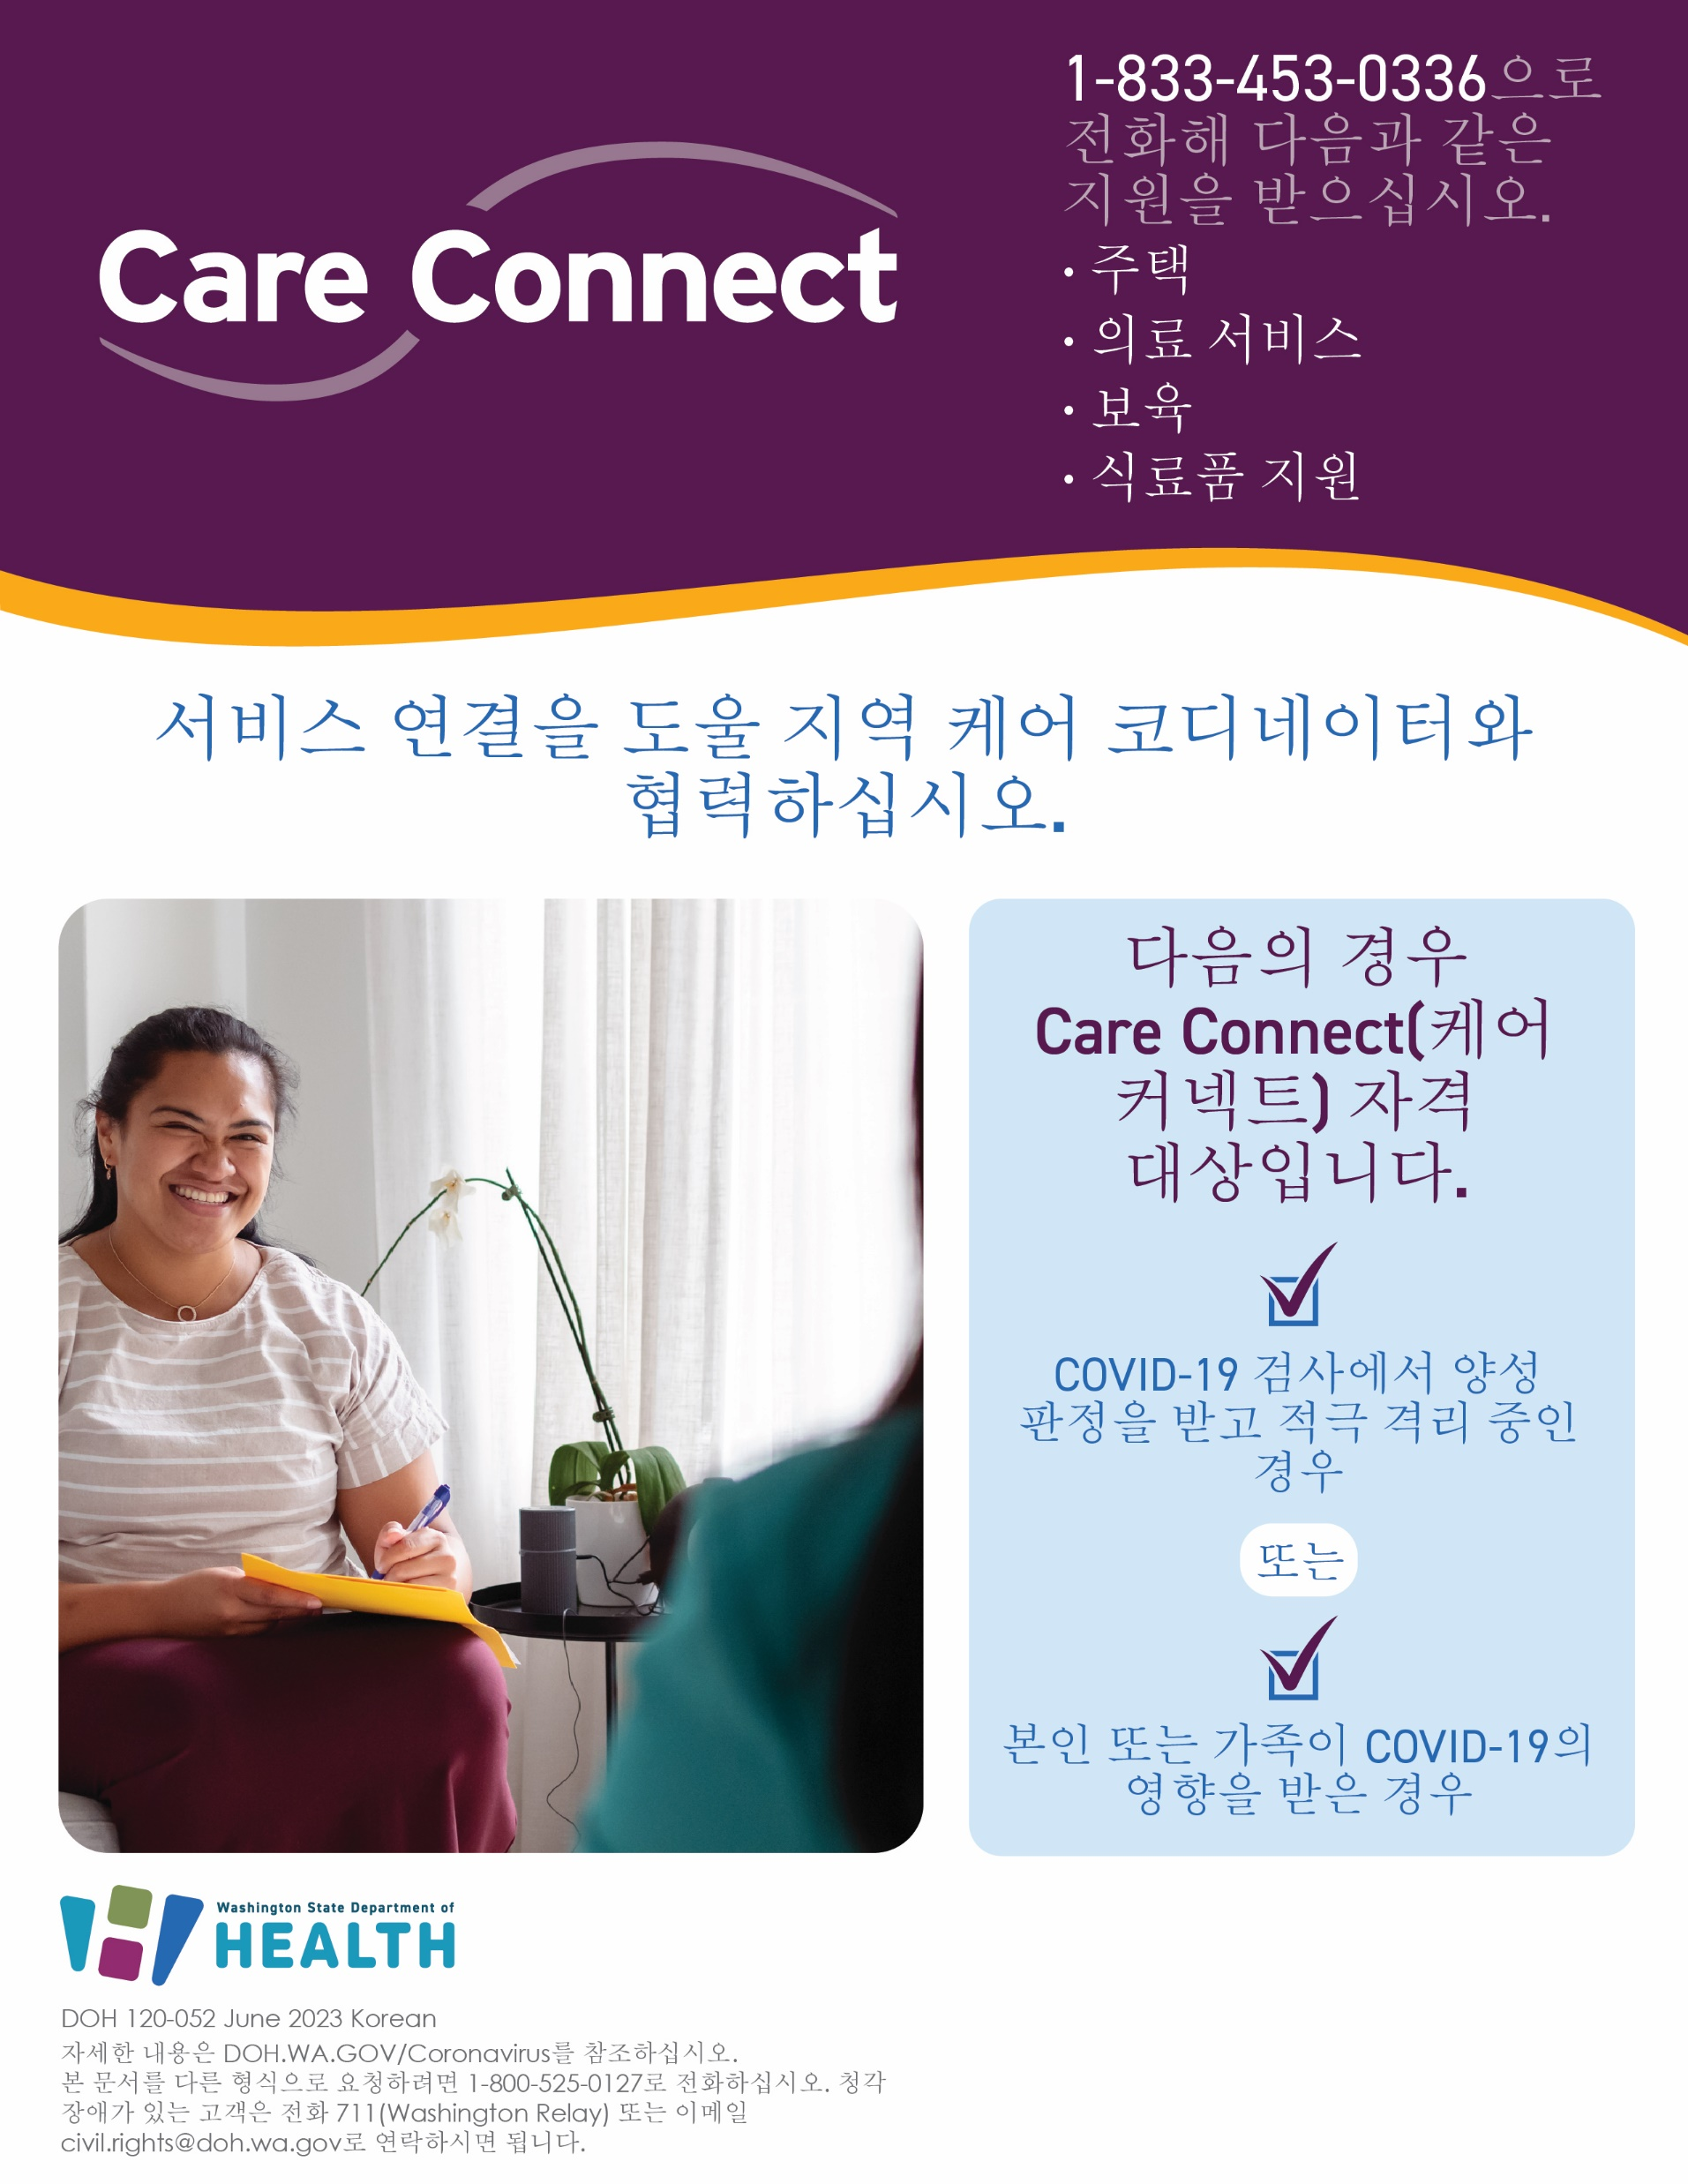 Care Connect
1-833-453-0336으로
전화해 다음과 같은
지원을 받으십시오.
• 주택
• 의료 서비스
• 보육
• 식료품 지원
서비스 연결을 도울 지역 케어 코디네이터와
협력하십시오.
다음의 경우
Care Connect(케어
커넥트) 자격
대상입니다.
COVID-19 검사에서 양성
판정을 받고 적극 격리 중인
경우
또는
본인 또는 가족이 COVID-19의
영향을 받은 경우
Washington State Department of
HEALTH
DOH 120-052 June 2023 Korean
자세한 내용은 DOH.WA.GOV/Coronavirus를 참조하십시오.
본 문서를 다른 형식으로 요청하려면 1-800-525-0127로 전화하십시오. 청각
장애가 있는 고객은 전화 711(Washington Relay) 또는 이메일
civil.rights@doh.wa.gov로 연락하시면 됩니다.